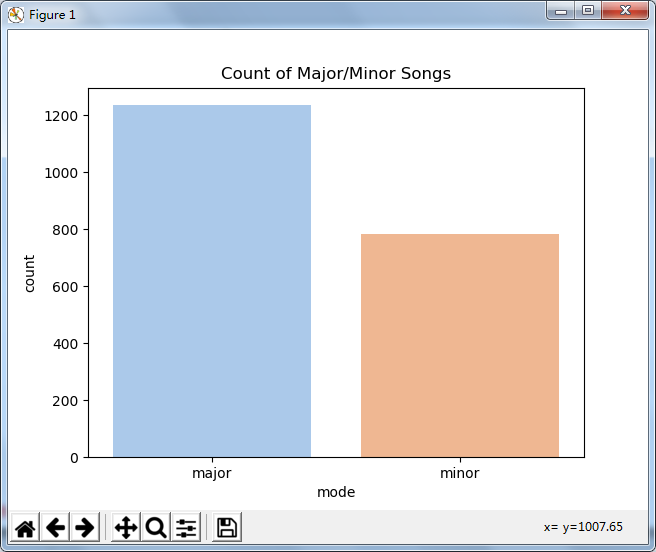 Figure 1
Count of Major/Minor Songs
1200
1000
800
600
400
200
0
count
major minor
mode
x= y=1007.65